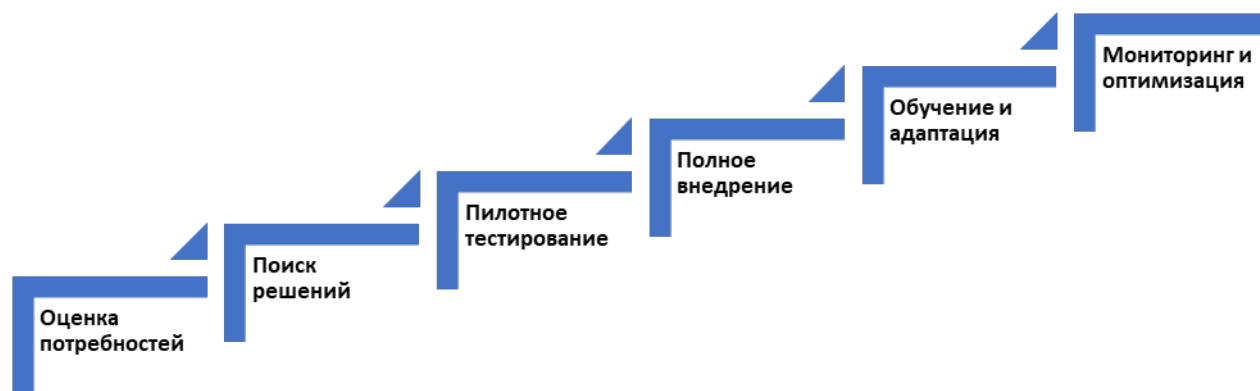 Оценка
потребностей
Поиск
решений
Пилотное
тестирование
Полное
внедрение
Обучение и
адаптация
Мониторинг и
оптимизация